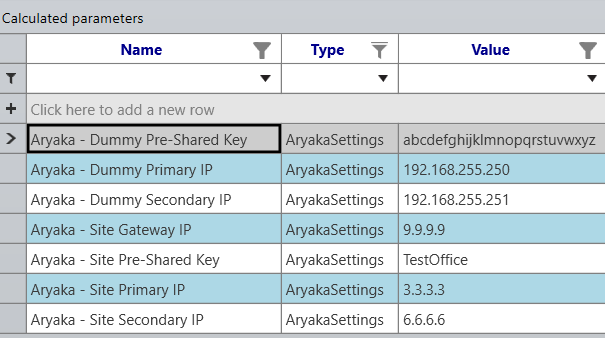 Calculated parameters
Name Type Value
Click here to add a new row
Aryaka - Dummy Pre-Shared Key AryakaSettings abcdefghijklmnopqrstuvwxyz
Aryaka - Dummy Primary IP AryakaSettings 192.168.255.250
Aryaka - Dummy Secondary IP AryakaSettings 192.168.255.251
Aryaka - Site Gateway IP AryakaSettings 9.9.9.9
Aryaka - Site Pre-Shared Key AryakaSettings TestOffice
Aryaka - Site Primary IP AryakaSettings 3.3.3.3
Aryaka - Site Secondary IP AryakaSettings 6.6.6.6